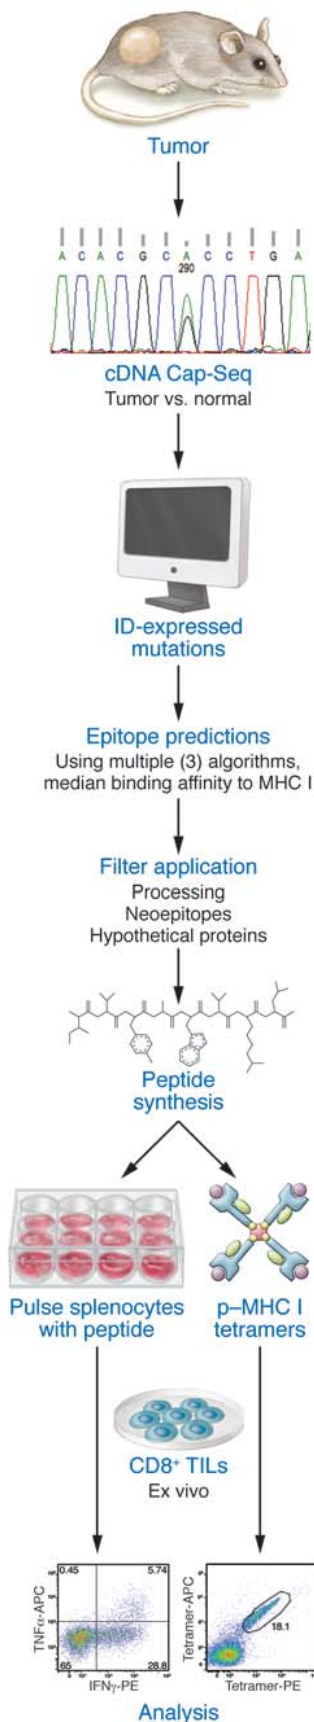 Tumor
A C A C G C A C C T G A
290
cDNA Cap-Seq
Tumor vs. normal
ID-expressed
mutations
Epitope predictions
Using multiple (3) algorithms,
median binding affinity to MHC I
Filter application
Processing
Neoepitopes
Hypothetical proteins
Peptide
synthesis
Pulse splenocytes
with peptide
p–MHC I
tetramers
CD8⁺ TILs
Ex vivo
0.45 5.74
TNFα-APC
65 28.8
IFNγ-PE
Tetramer-APC
18.1
Tetramer-PE
Analysis